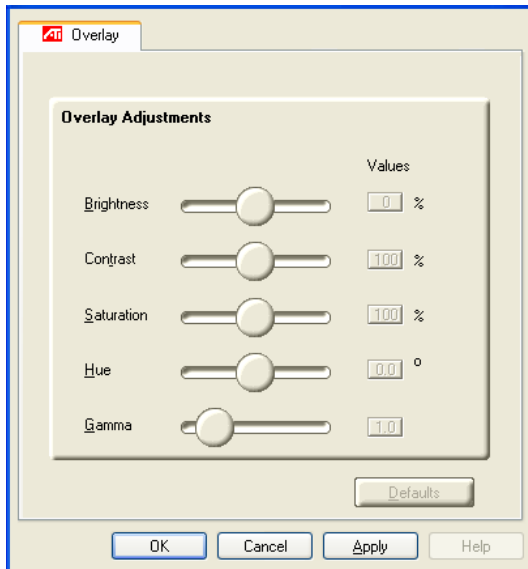 ATi Overlay
Overlay Adjustments
Values
Brightness 0 %
Contrast 100 %
Saturation 100 %
Hue 0.0 °
Gamma 1.0
Defaults
OK Cancel Apply Help